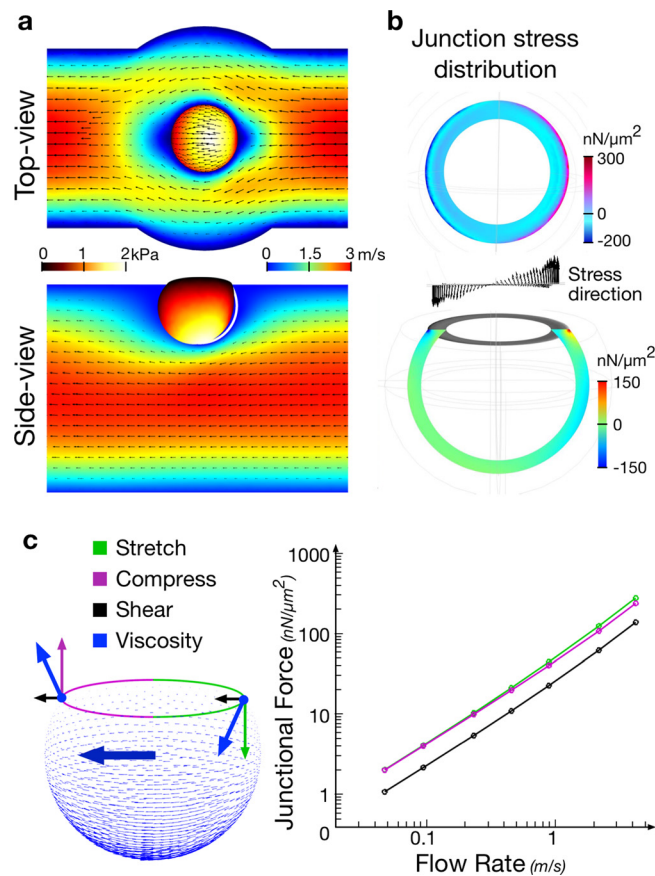 a
Top-view
0 1 2kPa
0 1.5 3 m/s
Side-view
b
Junction stress
distribution
nN/µm²
300
0
-200
Stress
direction
nN/µm²
150
0
-150
c
Stretch
Compress
Shear
Viscosity
Junctional Force (nN/µm²)
1000
100
10
1
0
0.1
1
Flow Rate (m/s)